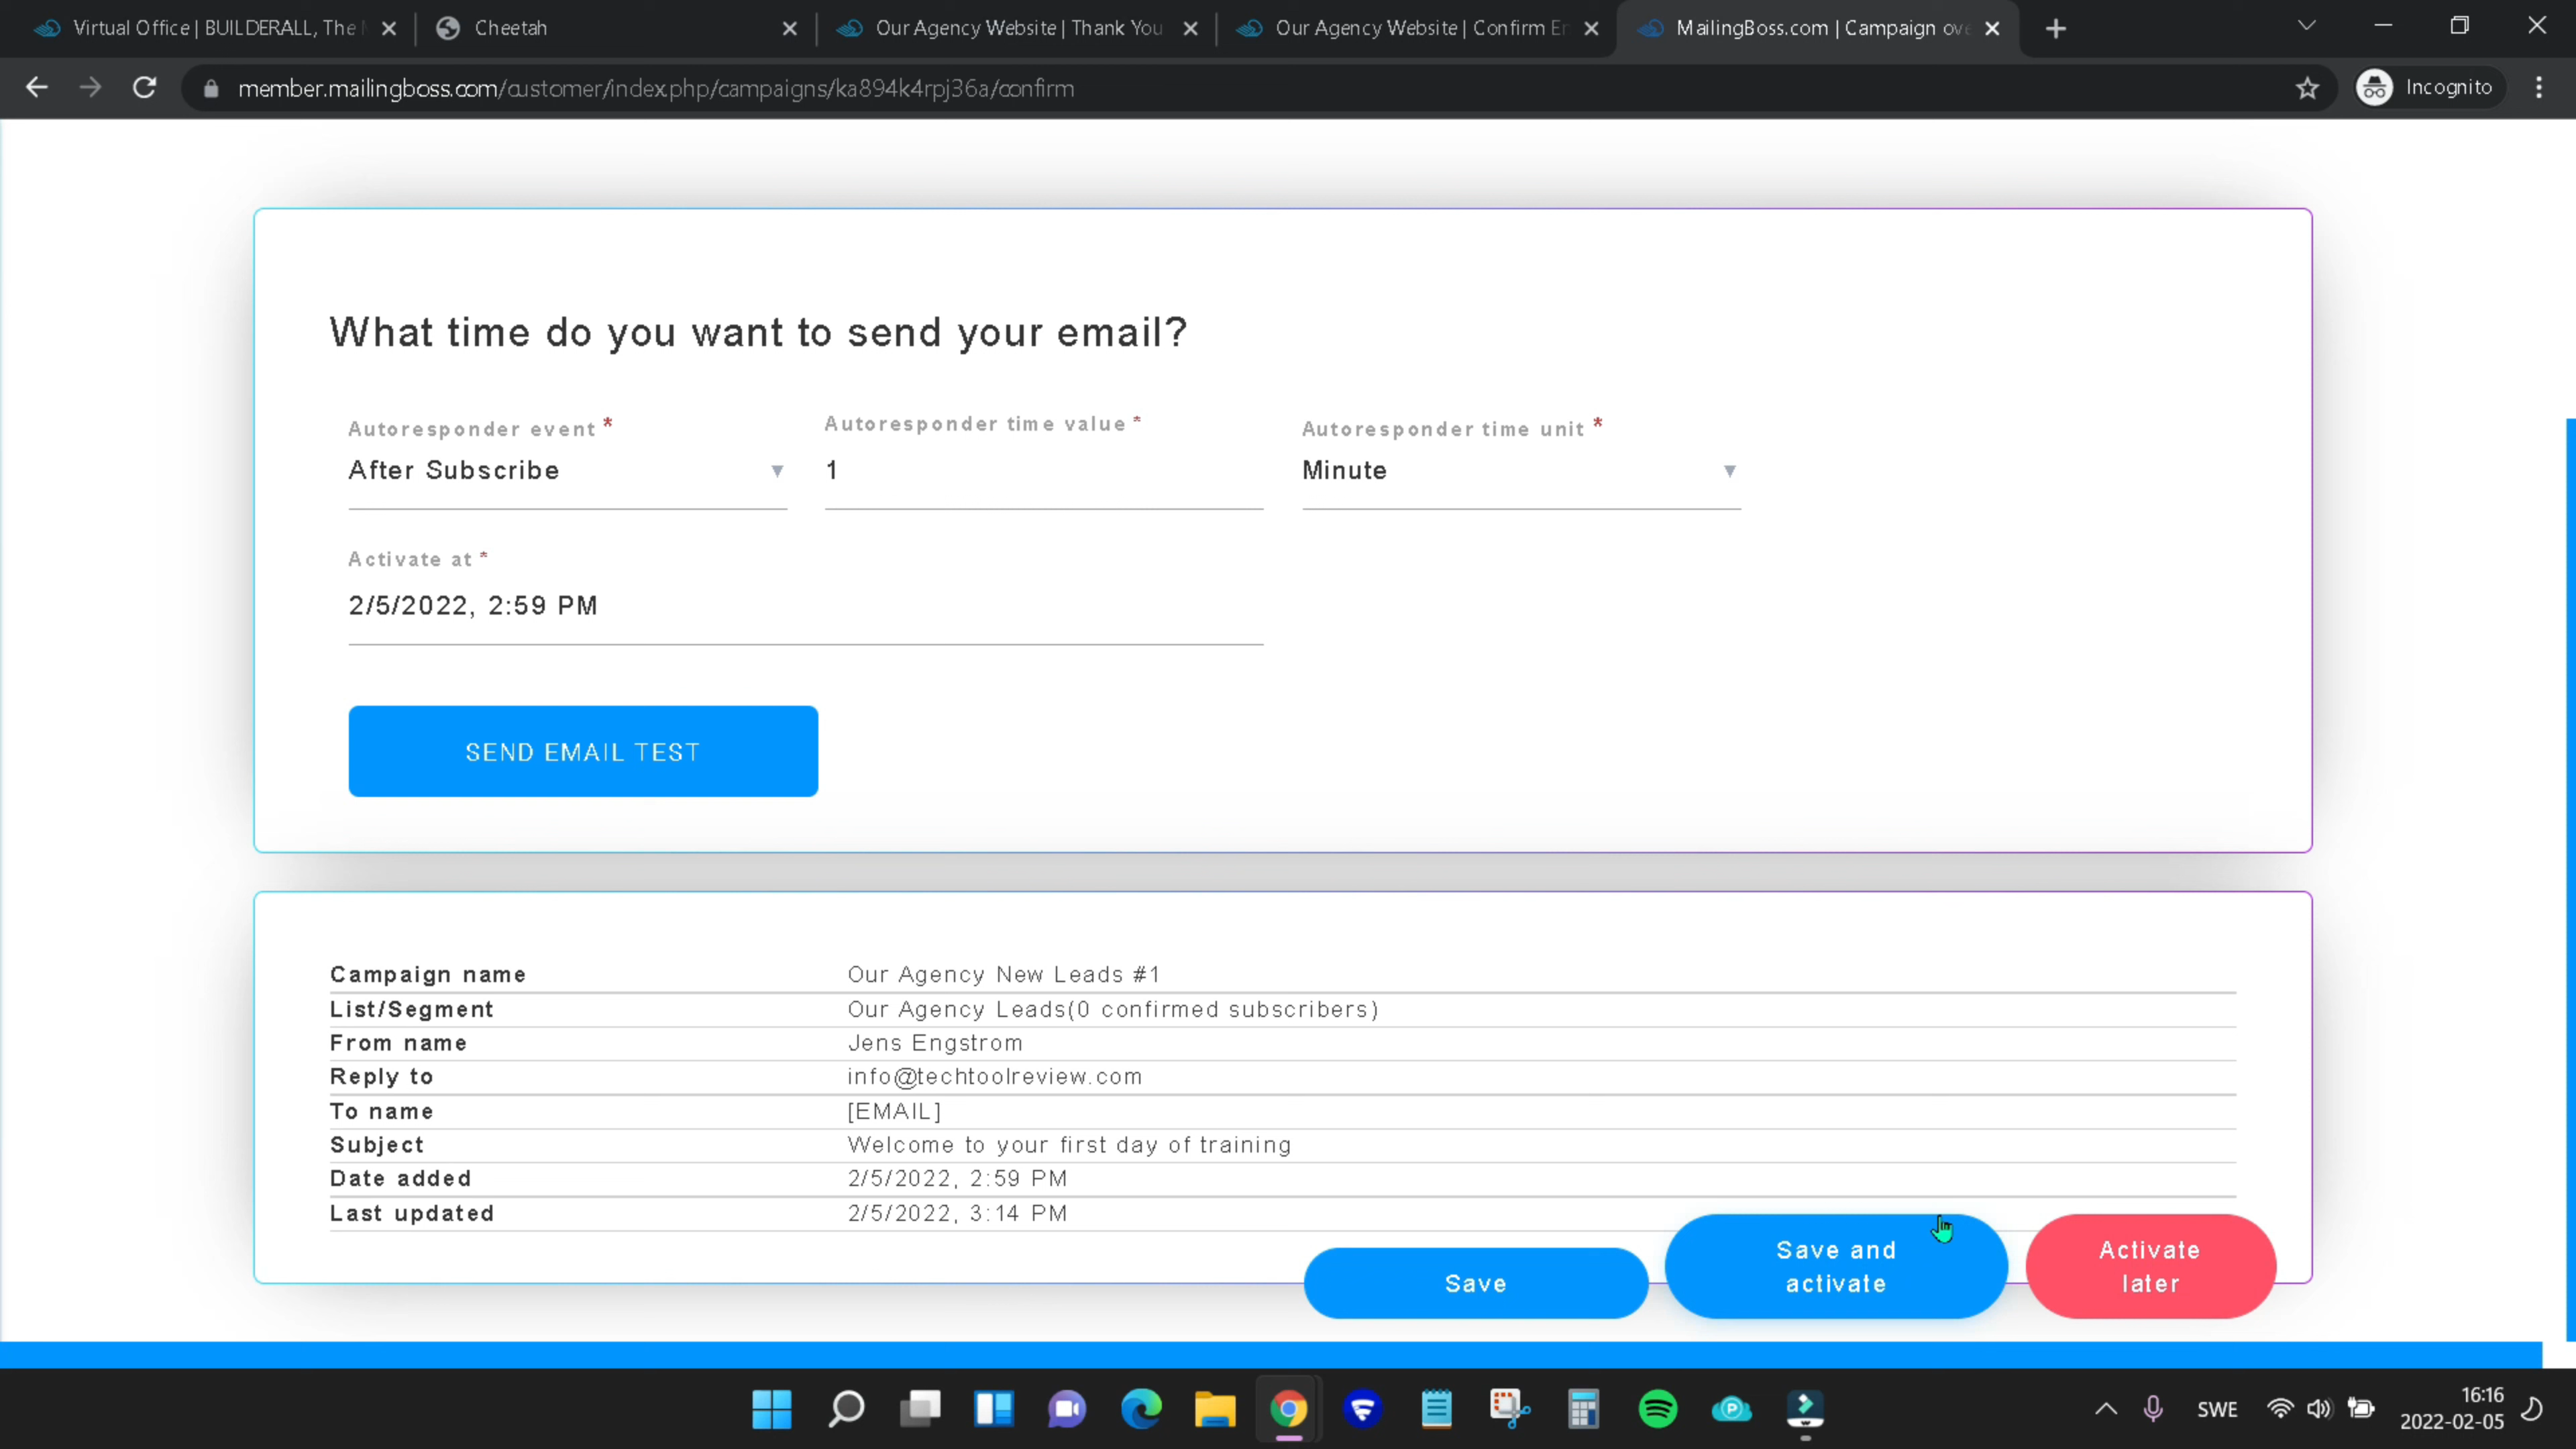 Virtual Office | BUILDERALL, The
Cheetah
Our Agency Website | Thank You
Our Agency Website | Confirm
MailingBoss.com | Campaign
member.mailingboss.com/customer/index.php/campaigns/ka894k4rpj36a/confirm
Incognito
What time do you want to send your email?
Autoresponder event *
Autoresponder time value *
Autoresponder time unit *
After Subscribe
1
Minute
Activate at *
2/5/2022, 2:59 PM
SEND EMAIL TEST
Campaign name Our Agency New Leads #1
List/Segment Our Agency Leads(0 confirmed subscribers)
From name Jens Engstrom
Reply to info@techtoolreview.com
To name [EMAIL]
Subject Welcome to your first day of training
Date added 2/5/2022, 2:59 PM
Last updated 2/5/2022, 3:14 PM
Save
Save and
activate
Activate
later
SWE
16:16
2022-02-05